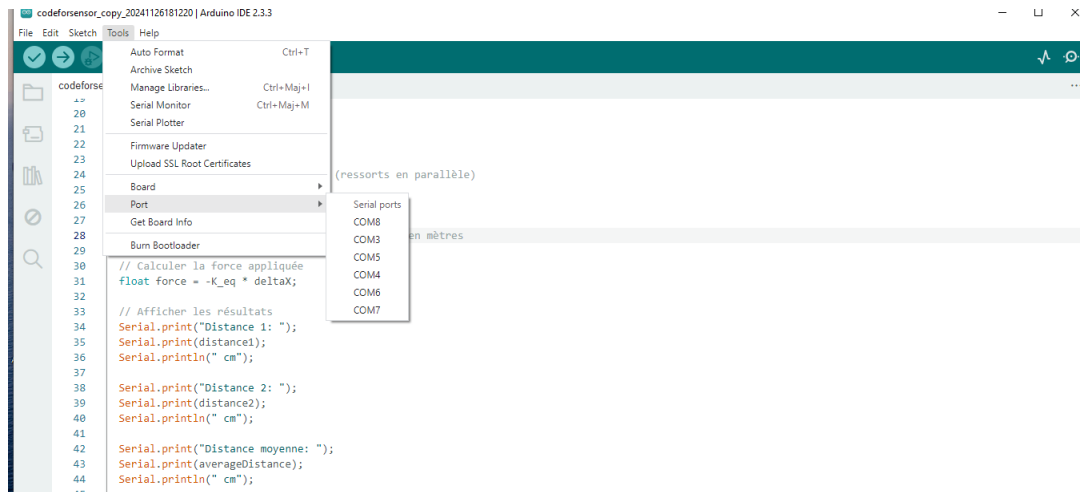 codeforsensor_copy_20241126181220 | Arduino IDE 2.3.3
File Edit Sketch Tools Help
codeforse
Auto Format Ctrl+T
Archive Sketch
Manage Libraries... Ctrl+Maj+I
Serial Monitor Ctrl+Maj+M
Serial Plotter
Firmware Updater
Upload SSL Root Certificates
Board
Port
Get Board Info
Burn Bootloader
Serial ports
COM8
COM3
COM5
COM4
COM6
COM7
19
20
21
22
23
24 (ressorts en parallèle)
25
26
27
28 en mètres
29
30 // Calculer la force appliquée
31 float force = -K_eq * deltaX;
32
33 // Afficher les résultats
34 Serial.print("Distance 1: ");
35 Serial.print(distance1);
36 Serial.println(" cm");
37
38 Serial.print("Distance 2: ");
39 Serial.print(distance2);
40 Serial.println(" cm");
41
42 Serial.print("Distance moyenne: ");
43 Serial.print(averageDistance);
44 Serial.println(" cm");